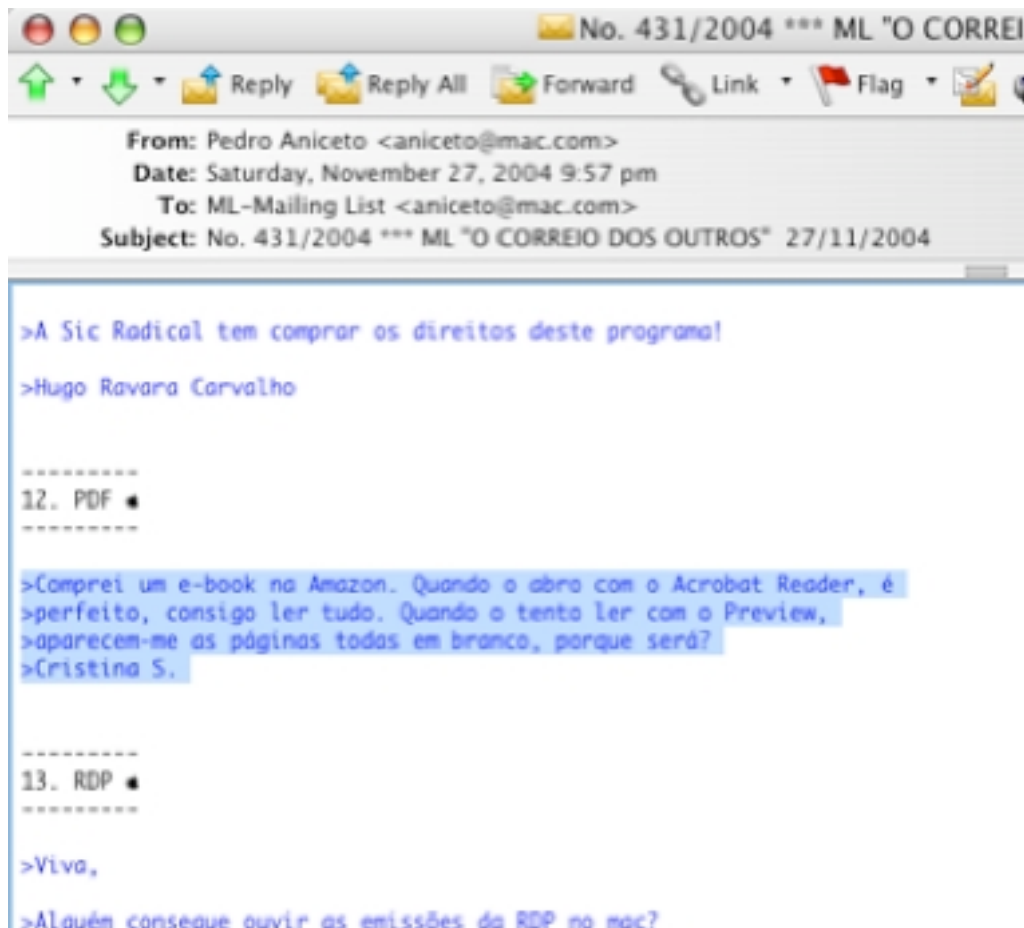 No. 431/2004 *** ML "O CORREI
Reply Reply All Forward Link Flag
From: Pedro Aniceto <aniceto@mac.com>
Date: Saturday, November 27, 2004 9:57 pm
To: ML-Mailing List <aniceto@mac.com>
Subject: No. 431/2004 *** ML "O CORREIO DOS OUTROS" 27/11/2004
>A Sic Radical tem comprar os direitos deste programa!
>Hugo Ravara Carvalho
---------
12. PDF
---------
>Comprei um e-book na Amazon. Quando o abro com o Acrobat Reader, é
>perfeito, consigo ler tudo. Quando o tento ler com o Preview,
>aparecem-me as páginas todas em branco, porque será?
>Cristina S.
---------
13. RDP
---------
>Viva,
>Alguém consegue ouvir as emissões da RDP no mac?